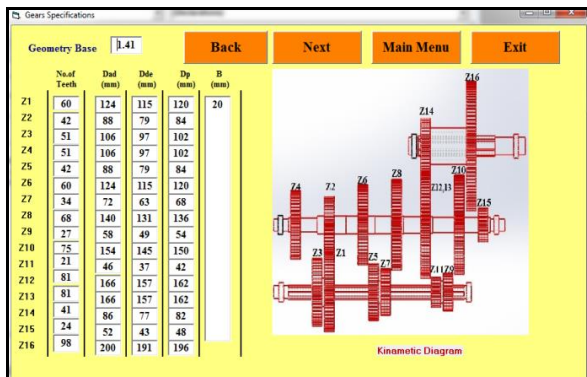 Gears Specifications
Geometry Base 1.41 Back Next Main Menu Exit
No.of Teeth Dad (mm) Dde (mm) Dp (mm) B (mm)
Z1 60 124 115 120 20
Z2 42 88 79 84
Z3 51 106 97 102
Z4 51 106 97 102
Z5 42 88 79 84
Z6 60 124 115 120
Z7 34 72 63 68
Z8 68 140 131 136
Z9 27 58 49 54
Z10 75 154 145 150
Z11 21 46 37 42
Z12 81 166 157 162
Z13 81 166 157 162
Z14 41 86 77 82
Z15 24 52 43 48
Z16 98 200 191 196
Z16
Z14
Z4 Z2 Z6 Z8 Z12,13 Z10
Z15
Z3 Z1 Z5 Z7 Z11 Z9
Kinametic Diagram